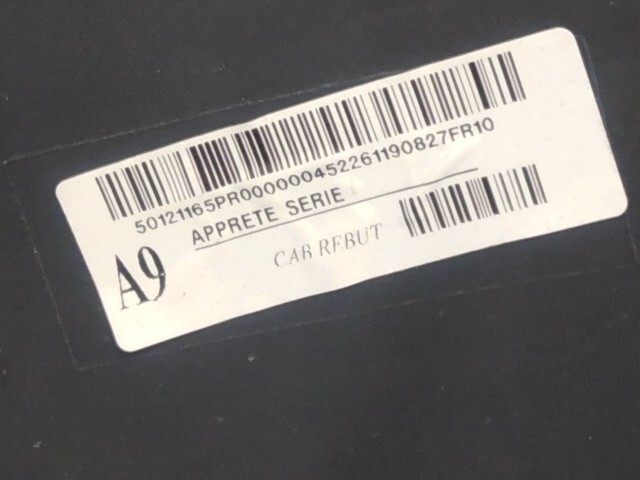 50121165PR000000452261190827FR10
APPRETE SERIE
A9
CAB REBUT